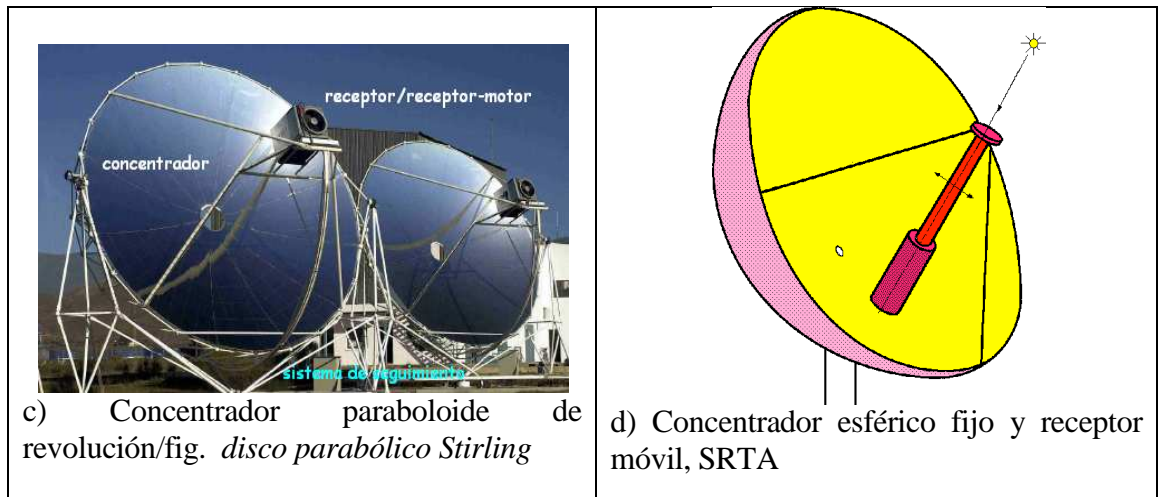 receptor/receptor-motor
concentrador
sistema de seguimiento
c) Concentrador paraboloide de
revolución/fig. disco parabólico Stirling
d) Concentrador esférico fijo y receptor
móvil, SRTA